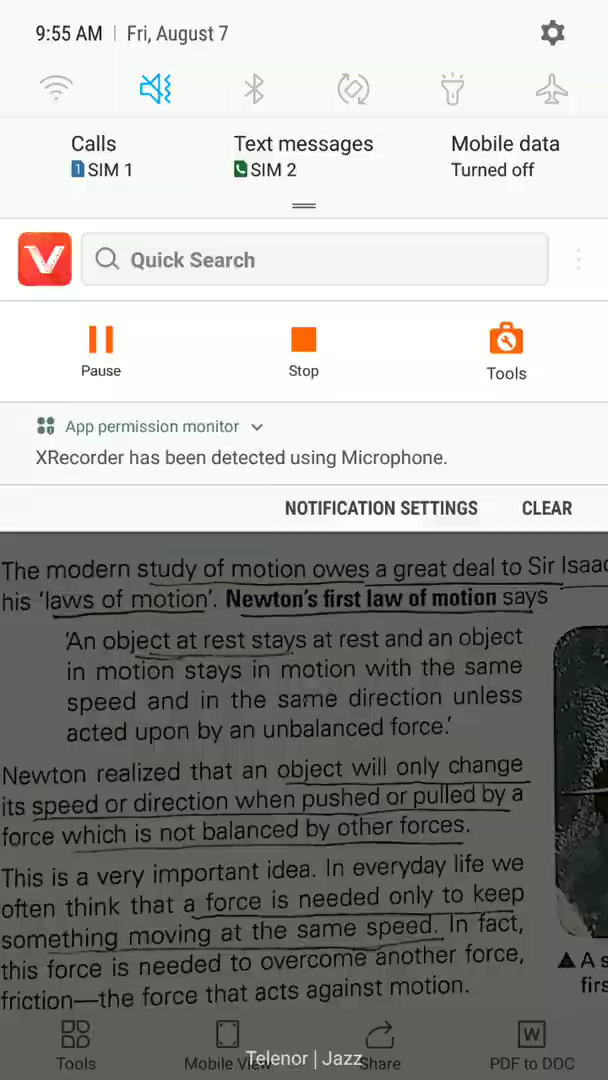 9:55 AM | Fri, August 7
Calls
1 SIM 1
Text messages
SIM 2
Mobile data
Turned off
Quick Search
Pause
Stop
Tools
App permission monitor
XRecorder has been detected using Microphone.
NOTIFICATION SETTINGS CLEAR
The modern study of motion owes a great deal to Sir Isaac
his ‘laws of motion’. Newton’s first law of motion says
‘An object at rest stays at rest and an object
in motion stays in motion with the same
speed and in the same direction unless
acted upon by an unbalanced force.’
Newton realized that an object will only change
its speed or direction when pushed or pulled by a
force which is not balanced by other forces.
This is a very important idea. In everyday life we
often think that a force is needed only to keep
something moving at the same speed. In fact,
this force is needed to overcome another force,
friction—the force that acts against motion.
▲ A s
firs
Tools
Mobile View
Share
PDF to DOC
Telenor | Jazz